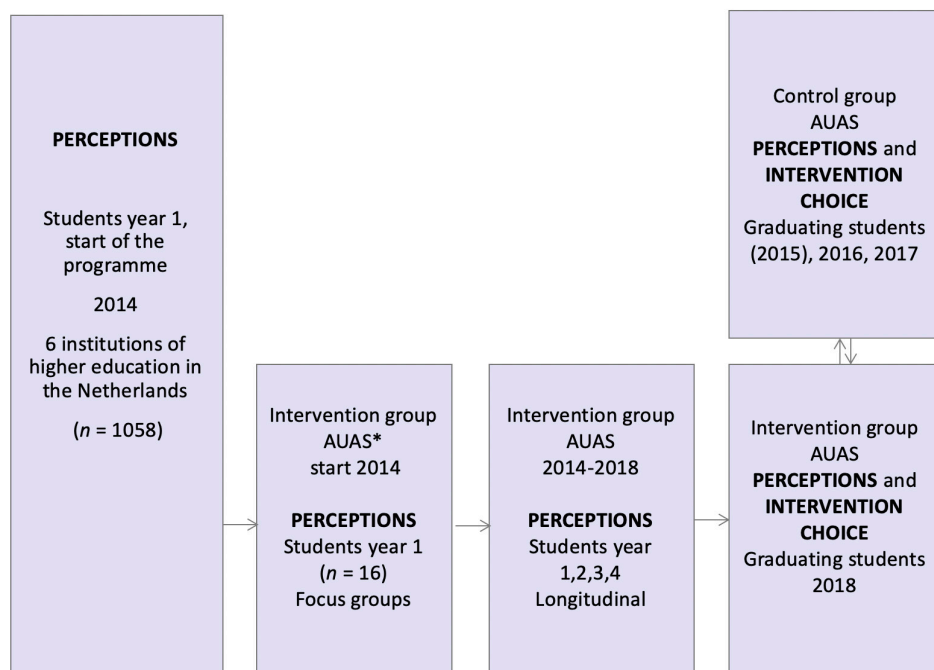 PERCEPTIONS
Students year 1,
start of the
programme
2014
6 institutions of
higher education in
the Netherlands
(n = 1058)
Intervention group
AUAS*
start 2014
PERCEPTIONS
Students year 1
(n = 16)
Focus groups
Intervention group
AUAS
2014-2018
PERCEPTIONS
Students year
1,2,3,4
Longitudinal
Control group
AUAS
PERCEPTIONS and
INTERVENTION
CHOICE
Graduating students
(2015), 2016, 2017
Intervention group
AUAS
PERCEPTIONS and
INTERVENTION
CHOICE
Graduating students
2018